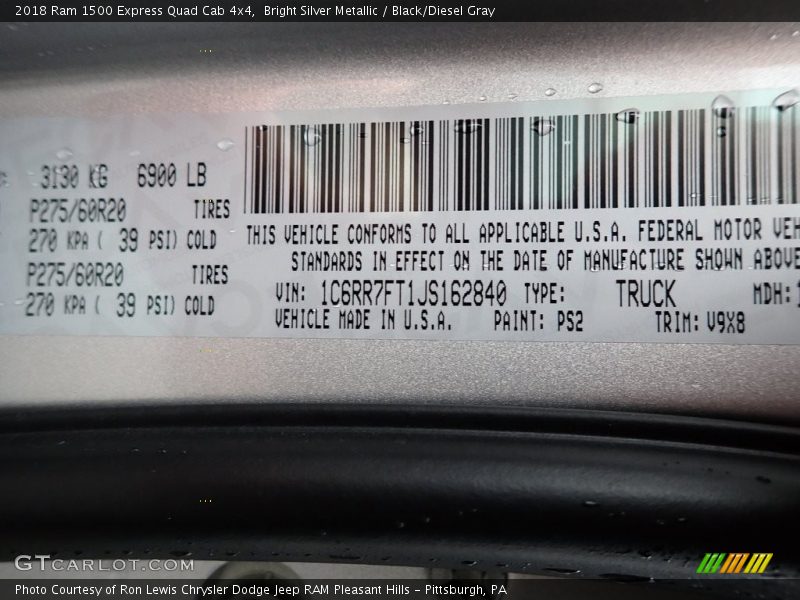 2018 Ram 1500 Express Quad Cab 4x4, Bright Silver Metallic / Black/Diesel Gray
3130 KG 6900 LB
P275/60R20 TIRES
270 KPA ( 39 PSI) COLD
P275/60R20 TIRES
270 KPA ( 39 PSI) COLD
THIS VEHICLE CONFORMS TO ALL APPLICABLE U.S.A. FEDERAL MOTOR VEH
STANDARDS IN EFFECT ON THE DATE OF MANUFACTURE SHOWN ABOVE
VIN: 1C6RR7FT1JS162840 TYPE: TRUCK MDH:
VEHICLE MADE IN U.S.A. PAINT: PS2 TRIM: V9X8
GTCARLOT.COM
Photo Courtesy of Ron Lewis Chrysler Dodge Jeep RAM Pleasant Hills - Pittsburgh, PA